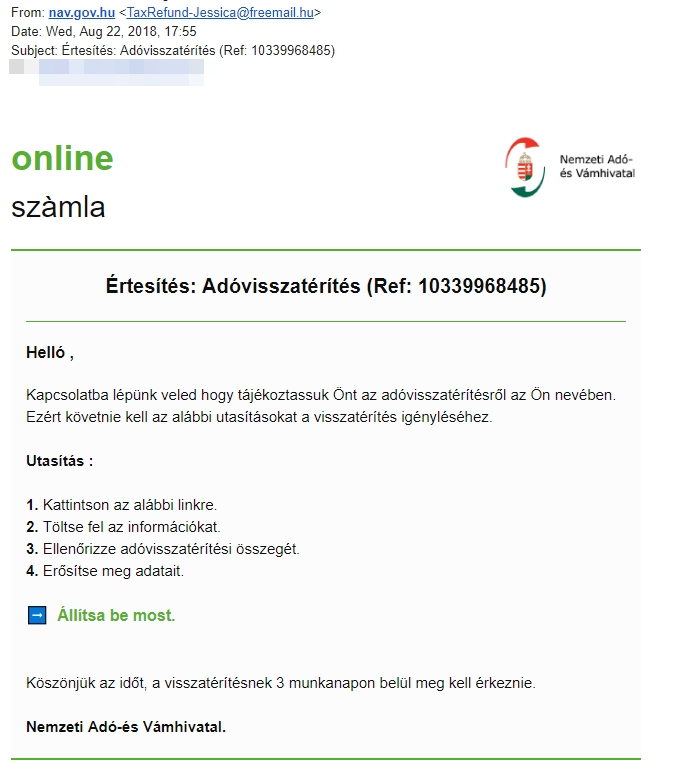 From: nav.gov.hu <TaxRefund-Jessica@freemail.hu>
Date: Wed, Aug 22, 2018, 17:55
Subject: Értesítés: Adóvisszatérítés (Ref: 10339968485)
online
szàmla
Nemzeti Adó-
és Vámhivatal
Értesítés: Adóvisszatérítés (Ref: 10339968485)
Helló ,
Kapcsolatba lépünk veled hogy tájékoztassuk Önt az adóvisszatérítésről az Ön nevében.
Ezért követnie kell az alábbi utasításokat a visszatérítés igényléséhez.
Utasítás :
1. Kattintson az alábbi linkre.
2. Töltse fel az információkat.
3. Ellenőrizze adóvisszatérítési összegét.
4. Erősítse meg adatait.
Állítsa be most.
Köszönjük az időt, a visszatérítésnek 3 munkanapon belül meg kell érkeznie.
Nemzeti Adó-és Vámhivatal.